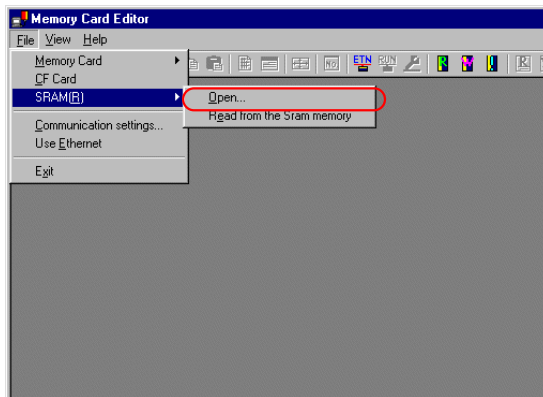 Memory Card Editor
File View Help
Memory Card
CF Card
SRAM(R)
Open...
Read from the Sram memory
Communication settings...
Use Ethernet
Exit
NO
ETN
RUN
R
R